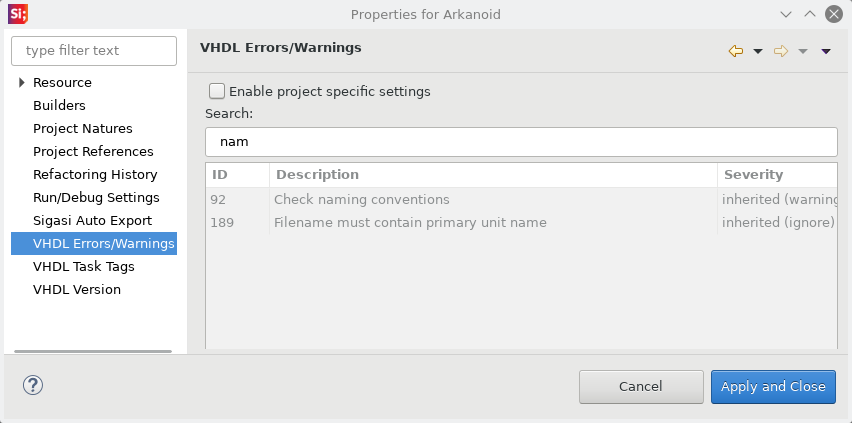 Si;
Properties for Arkanoid
type filter text
Resource
Builders
Project Natures
Project References
Refactoring History
Run/Debug Settings
Sigasi Auto Export
VHDL Errors/Warnings
VHDL Task Tags
VHDL Version
VHDL Errors/Warnings
Enable project specific settings
Search:
nam
ID Description Severity
92 Check naming conventions inherited (warning
189 Filename must contain primary unit name inherited (ignore)
?
Cancel Apply and Close